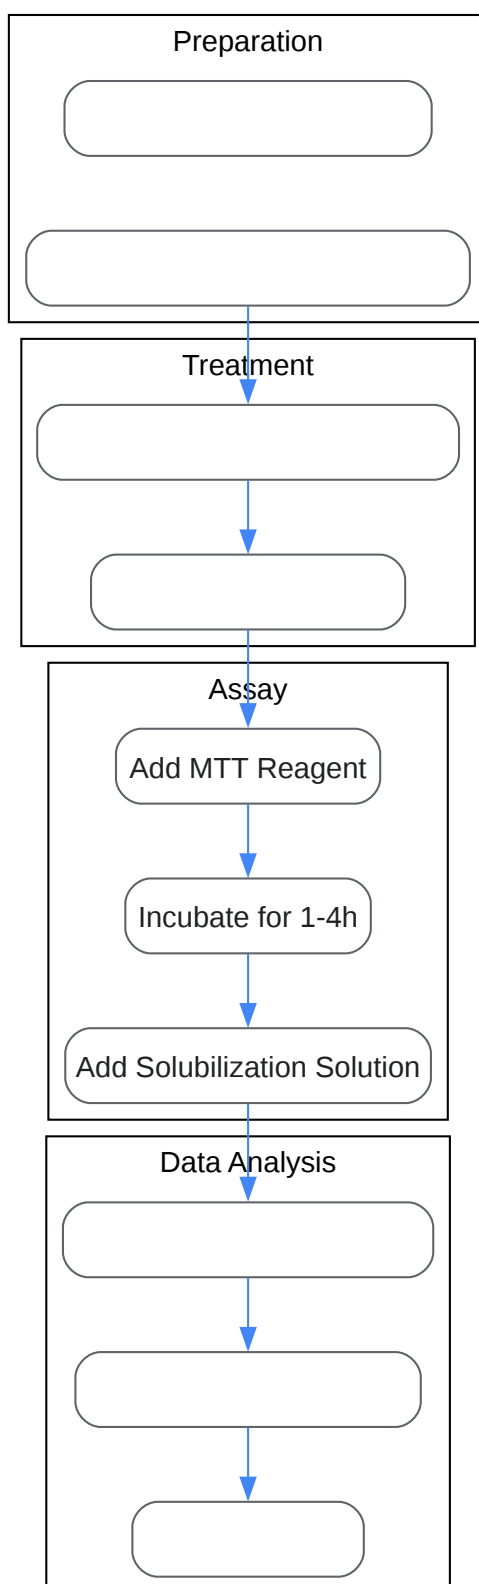 Preparation
Treatment
Assay
Add MTT Reagent
Incubate for 1-4h
Add Solubilization Solution
Data Analysis